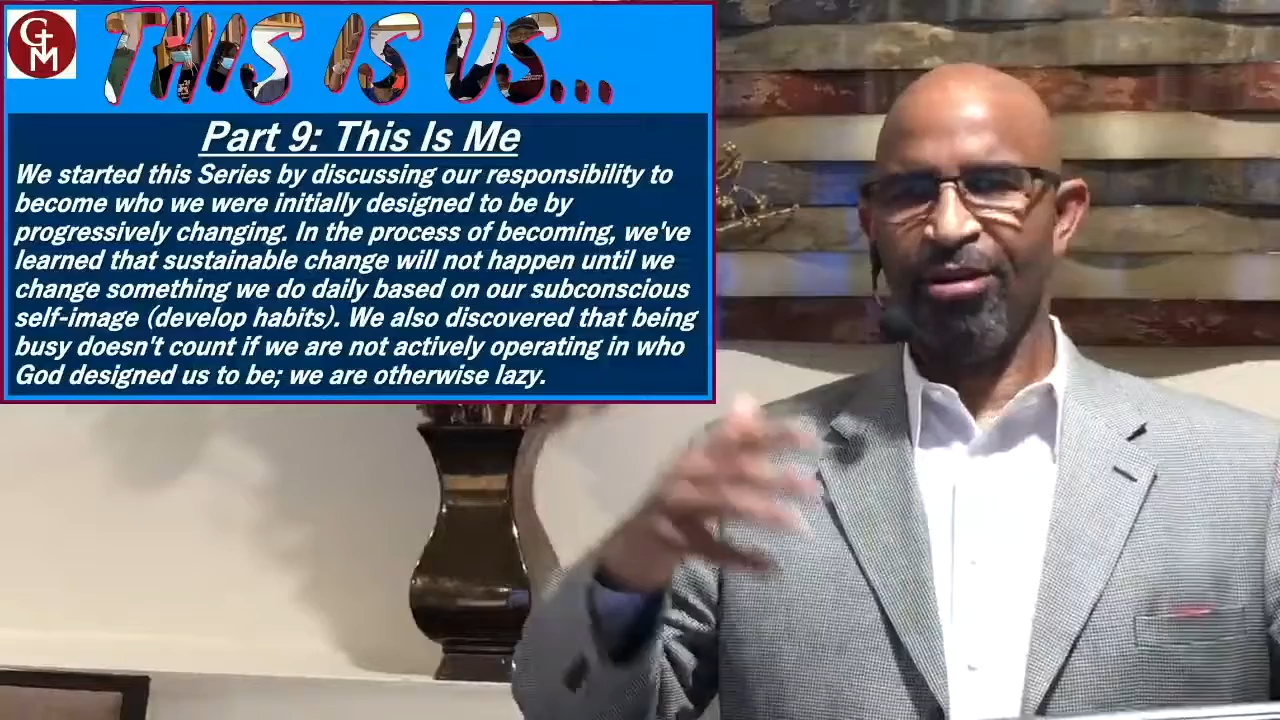 G M
THIS IS US...
Part 9: This Is Me
We started this Series by discussing our responsibility to
become who we were initially designed to be by
progressively changing. In the process of becoming, we've
learned that sustainable change will not happen until we
change something we do daily based on our subconscious
self-image (develop habits). We also discovered that being
busy doesn't count if we are not actively operating in who
God designed us to be; we are otherwise lazy.